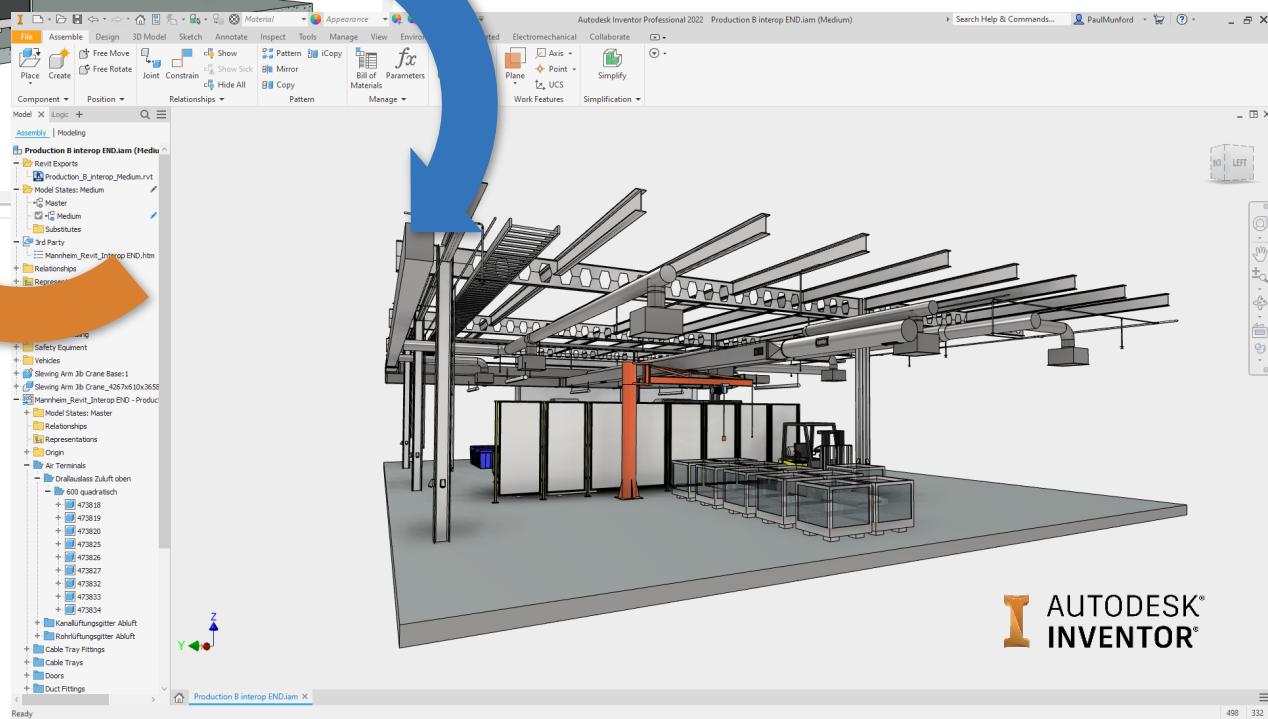 Material
Appearance
Autodesk Inventor Professional 2022 Production B interop END.iam (Medium)
Search Help & Commands...
PaulMunford
File Assemble Design 3D Model Sketch Annotate Inspect Tools Manage View Environ ted Electromechanical Collaborate
Place
Create
Component
Free Move
Free Rotate
Position
Joint
Constrain
Show
Show Sick
Hide All
Relationships
Pattern
iCopy
Mirror
Copy
Pattern
Bill of
Materials
fx
Parameters
Manage
Plane
Axis
Point
UCS
Work Features
Simplify
Simplification
Model Logic
LEFT
Assembly Modeling
Production B interop END.iam (Mediu
Revit Exports
Production_B_interop_Medium.rvt
Model States: Medium
Master
Medium
Substitutes
3rd Party
Mannheim_Revit_Interop END.htm
Relationships
Safety Equiment
Vehicles
Slewing Arm Jib Crane Base:1
Slewing Arm Jib Crane_4267x610x3658
Mannheim_Revit_Interop END - Produc
Model States: Master
Relationships
Representations
Origin
Air Terminals
Drallauslass Zuluft oben
600 quadratisch
473818
473819
473820
473825
473826
473827
473832
473833
473834
Kanallüftungsgitter Abluft
Rohrlüftungsgitter Abluft
Cable Tray Fittings
Cable Trays
Doors
Duct Fittings
Z
Y
AUTODESK®
INVENTOR®
Production B interop END.iam
Ready
498 332